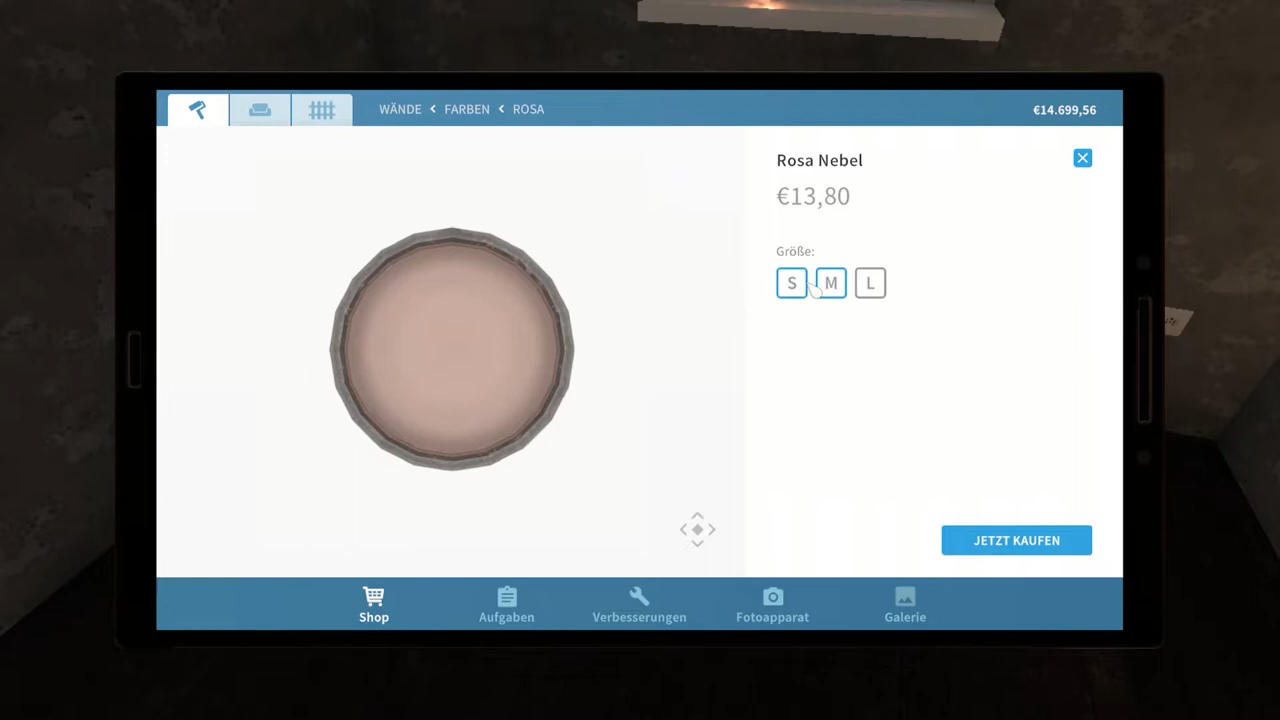 WÄNDE < FARBEN < ROSA
€14.699,56
Rosa Nebel
€13,80
Größe:
S M L
JETZT KAUFEN
Shop
Aufgaben
Verbesserungen
Fotoapparat
Galerie